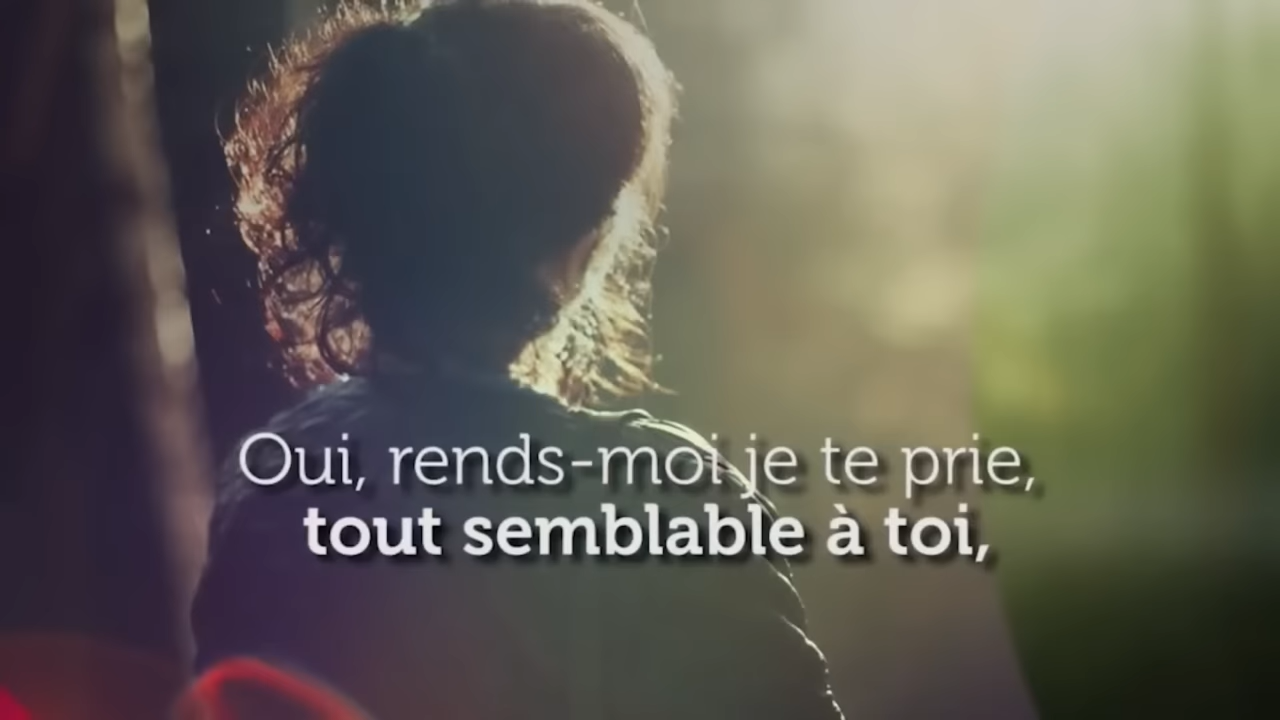 Oui, rends-moi je te prie,
tout semblable à toi,